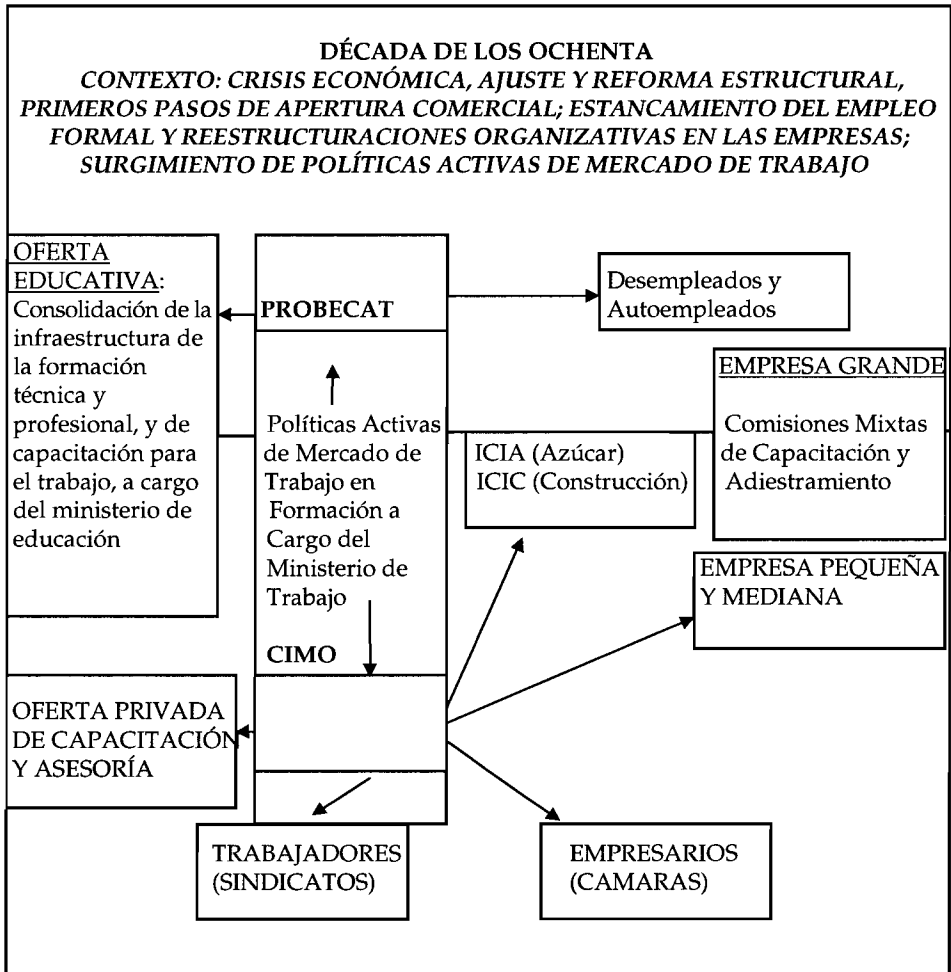 DÉCADA DE LOS OCHENTA
CONTEXTO: CRISIS ECONÓMICA, AJUSTE Y REFORMA ESTRUCTURAL,
PRIMEROS PASOS DE APERTURA COMERCIAL; ESTANCAMIENTO DEL EMPLEO
FORMAL Y REESTRUCTURACIONES ORGANIZATIVAS EN LAS EMPRESAS;
SURGIMIENTO DE POLÍTICAS ACTIVAS DE MERCADO DE TRABAJO
OFERTA
EDUCATIVA:
Consolidación de la
infraestructura de
la formación
técnica y
profesional, y de
capacitación para
el trabajo, a cargo
del ministerio de
educación
PROBECAT
Políticas Activas
de Mercado de
Trabajo en
Formación a
Cargo del
Ministerio de
Trabajo
CIMO
Desempleados y
Autoempleados
ICIA (Azúcar)
ICIC (Construcción)
EMPRESA GRANDE
Comisiones Mixtas
de Capacitación y
Adiestramiento
EMPRESA PEQUEÑA
Y MEDIANA
OFERTA PRIVADA
DE CAPACITACIÓN
Y ASESORÍA
TRABAJADORES
(SINDICATOS)
EMPRESARIOS
(CAMARAS)